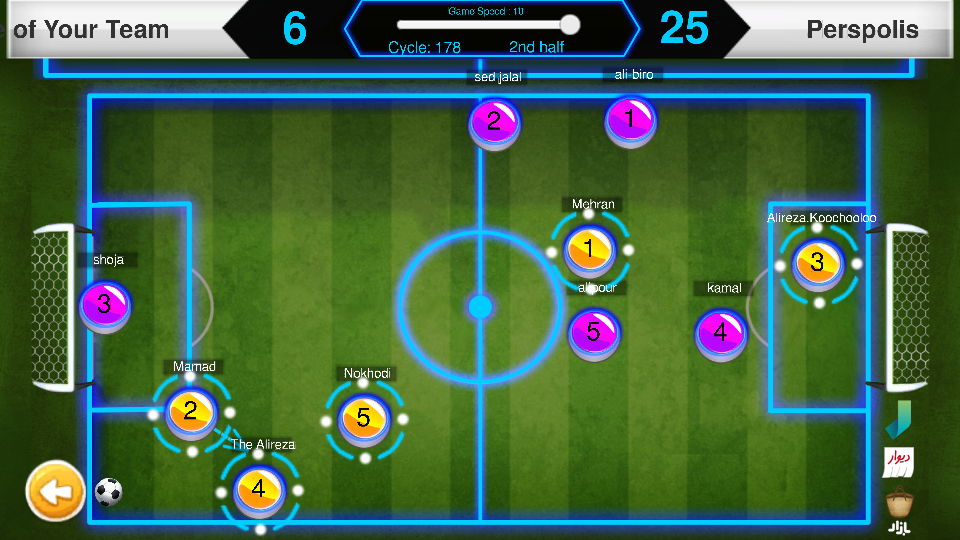 of Your Team
6
Game Speed : 10
Cycle: 178
2nd half
25
Perspolis
sed.jalal
2
ali-biro
1
Mehran
1
Alireza.Koochooloo
3
shoja
3
alipour
5
kamal
4
Mamad
2
Nokhodi
5
The Alireza
4
دیوار
بازار